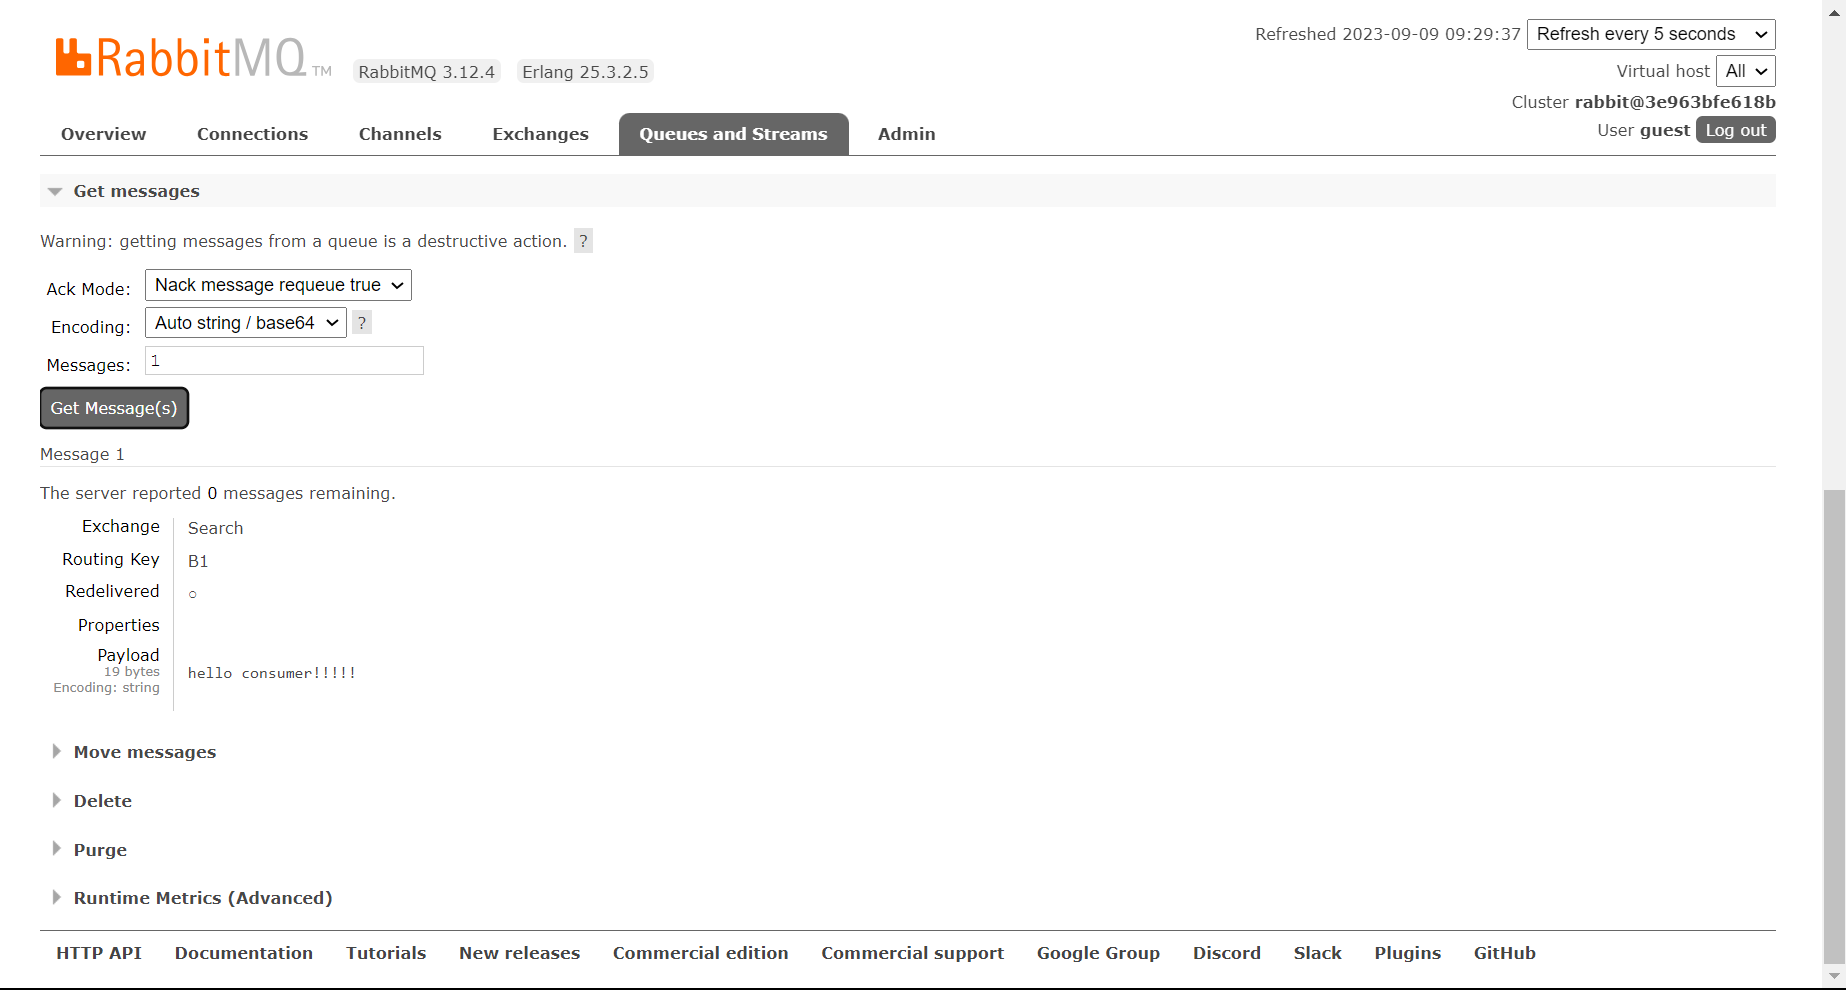 RabbitMQ TM RabbitMQ 3.12.4 Erlang 25.3.2.5
Refreshed 2023-09-09 09:29:37 Refresh every 5 seconds
Virtual host All
Cluster rabbit@3e963bfe618b
User guest Log out
Overview Connections Channels Exchanges Queues and Streams Admin
Get messages
Warning: getting messages from a queue is a destructive action. ?
Ack Mode: Nack message requeue true
Encoding: Auto string / base64 ?
Messages: 1
Get Message(s)
Message 1
The server reported 0 messages remaining.
Exchange Search
Routing Key B1
Redelivered ○
Properties
Payload
19 bytes
Encoding: string
hello consumer!!!!!
Move messages
Delete
Purge
Runtime Metrics (Advanced)
HTTP API Documentation Tutorials New releases Commercial edition Commercial support Google Group Discord Slack Plugins GitHub